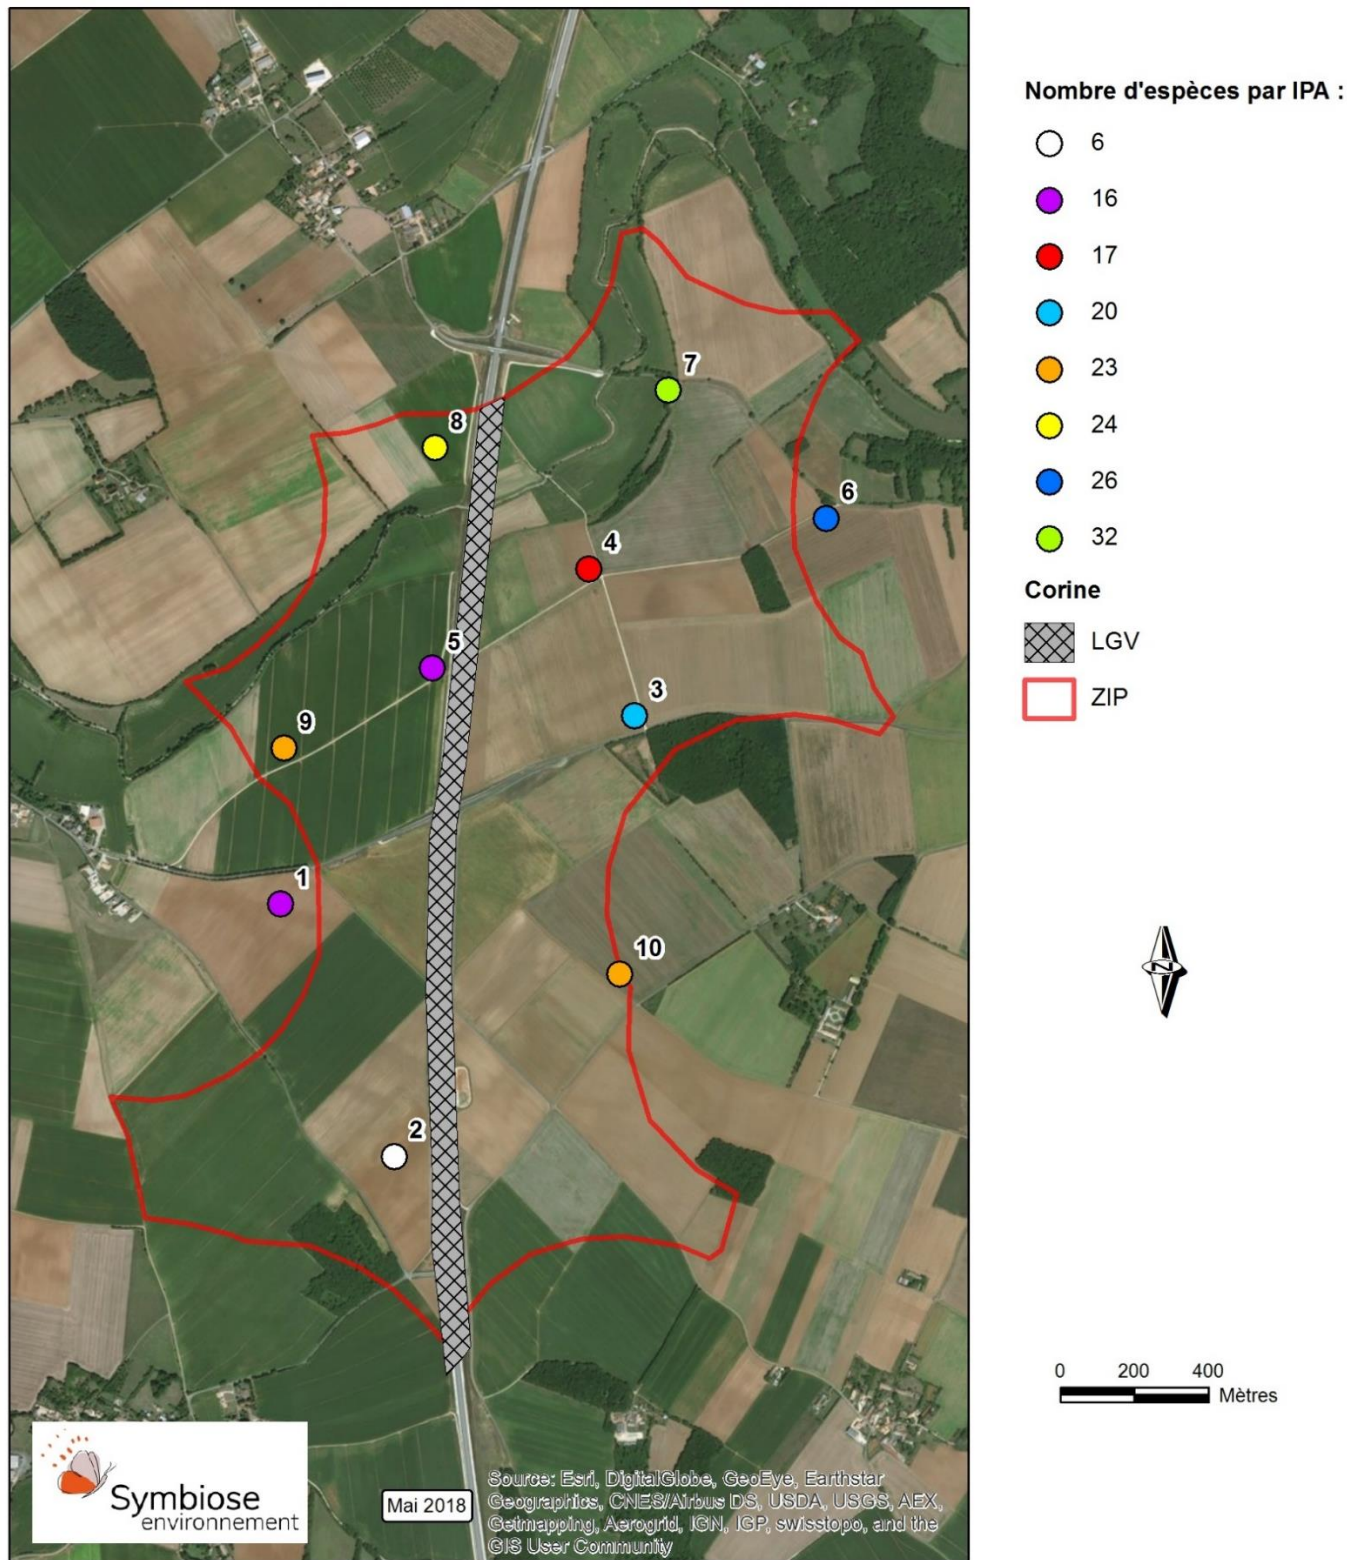 7
8
6
4
5
3
9
1
10
2
Symbiose
environnement
Mai 2018
Source: Esri, DigitalGlobe, GeoEye, Earthstar
Geographics, CNES/Airbus DS, USDA, USGS, AEX,
Getmapping, Aerogrid, IGN, IGP, swisstopo, and the
GIS User Community
Nombre d'espèces par IPA :
6
16
17
20
23
24
26
32
Corine
LGV
ZIP
N
0 200 400
Mètres